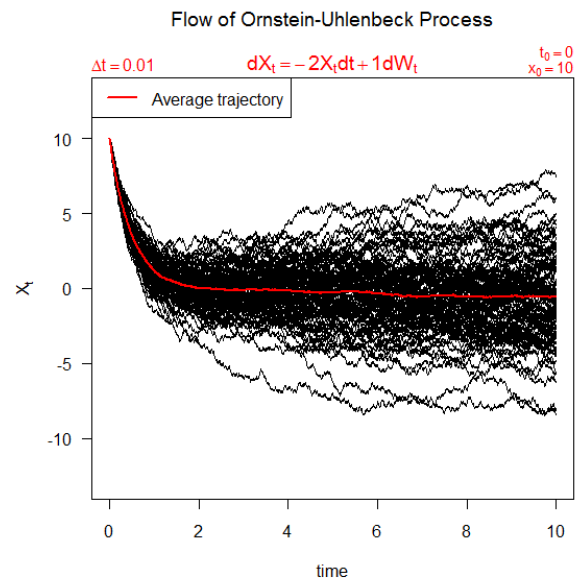 Flow of Ornstein-Uhlenbeck Process
Δt = 0.01
dXₜ = − 2Xₜdt + 1dWₜ
t₀ = 0
x₀ = 10
Average trajectory
10
5
0
-5
-10
Xₜ
0 2 4 6 8 10
time